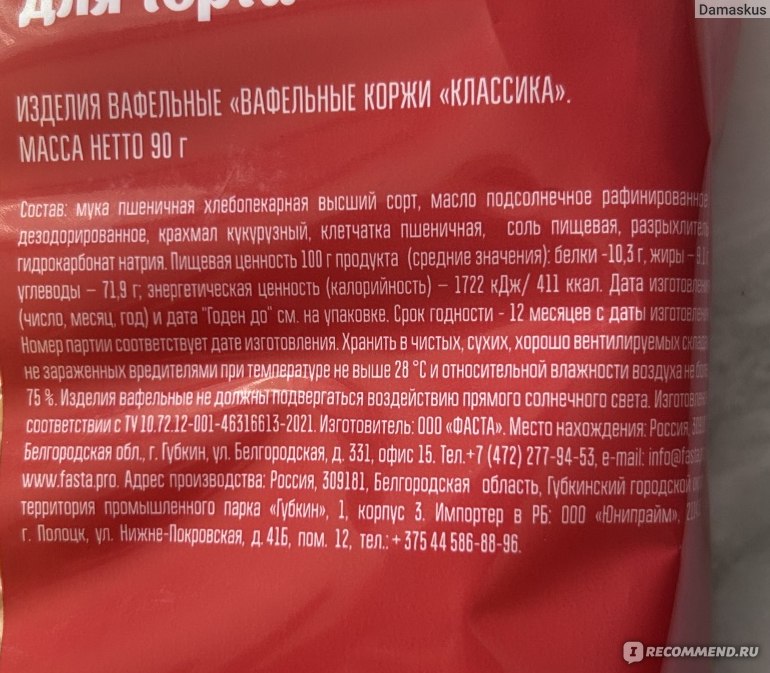 Damaskus
для торта
ИЗДЕЛИЯ ВАФЕЛЬНЫЕ «ВАФЕЛЬНЫЕ КОРЖИ «КЛАССИКА».
МАССА НЕТТО 90 г
Состав: мука пшеничная хлебопекарная высший сорт, масло подсолнечное рафинированное
дезодорированное, крахмал кукурузный, клетчатка пшеничная, соль пищевая, разрыхлитель
гидрокарбонат натрия. Пищевая ценность 100 г продукта (средние значения): белки -10,3 г, жиры –
углеводы – 71,9 г; энергетическая ценность (калорийность) – 1722 кДж/ 411 ккал. Дата изготовлен
(число, месяц, год) и дата "Годен до" см. на упаковке. Срок годности - 12 месяцев с даты изготовления
Номер партии соответствует дате изготовления. Хранить в чистых, сухих, хорошо вентилируемых склад
не зараженных вредителями при температуре не выше 28 °С и относительной влажности воздуха не более
75 %. Изделия вафельные не должны подвергаться воздействию прямого солнечного света. Изготовлен
соответствии с TV 10.72.12-001-46316613-2021. Изготовитель: ООО «ФАСТА». Место нахождения: Россия,
Белгородская обл., г. Губкин, ул. Белгородская, д. 331, офис 15. Тел.+7 (472) 277-94-53, e-mail: info@fasta.
www.fasta.pro. Адрес производства: Россия, 309181, Белгородская область, Губкинский городской
территория промышленного парка «Губкин», 1, корпус 3. Импортер в РБ: ООО «Юнипрайм»,
г. Полоцк, ул. Нижне-Покровская, д. 41Б, пом. 12, тел.: + 375 44 586-88-96.
I RECOMMEND.RU